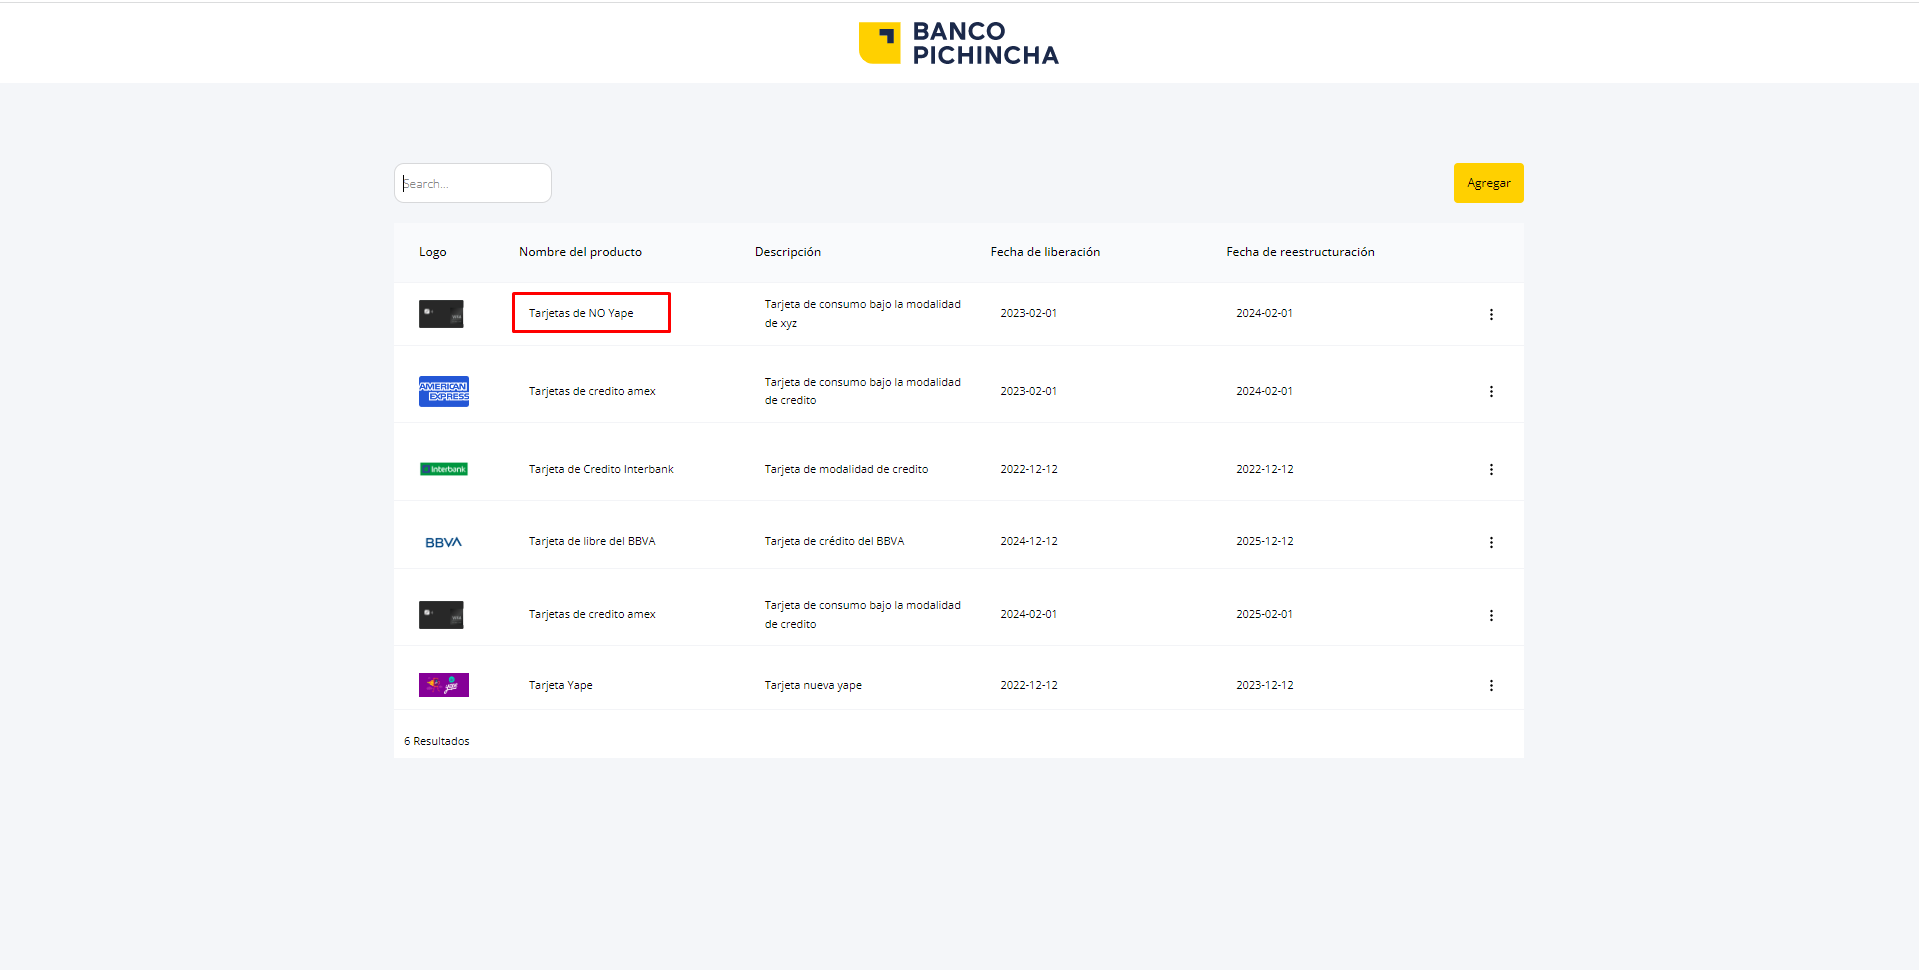 BANCO
PICHINCHA
Search...
Agregar
Logo Nombre del producto Descripción Fecha de liberación Fecha de reestructuración
Tarjetas de NO Yape Tarjeta de consumo bajo la modalidad de xyz 2023-02-01 2024-02-01
AMERICAN EXPRESS Tarjetas de credito amex Tarjeta de consumo bajo la modalidad de credito 2023-02-01 2024-02-01
Interbank Tarjeta de Credito Interbank Tarjeta de modalidad de credito 2022-12-12 2022-12-12
BBVA Tarjeta de libre del BBVA Tarjeta de crédito del BBVA 2024-12-12 2025-12-12
Tarjetas de credito amex Tarjeta de consumo bajo la modalidad de credito 2024-02-01 2025-02-01
yape Tarjeta Yape Tarjeta nueva yape 2022-12-12 2023-12-12
6 Resultados